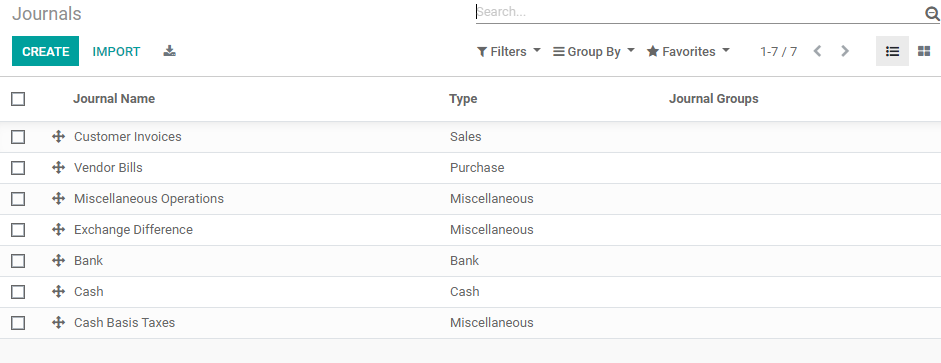 Journals Search...
CREATE IMPORT Filters Group By Favorites 1-7 / 7
Journal Name Type Journal Groups
Customer Invoices Sales
Vendor Bills Purchase
Miscellaneous Operations Miscellaneous
Exchange Difference Miscellaneous
Bank Bank
Cash Cash
Cash Basis Taxes Miscellaneous